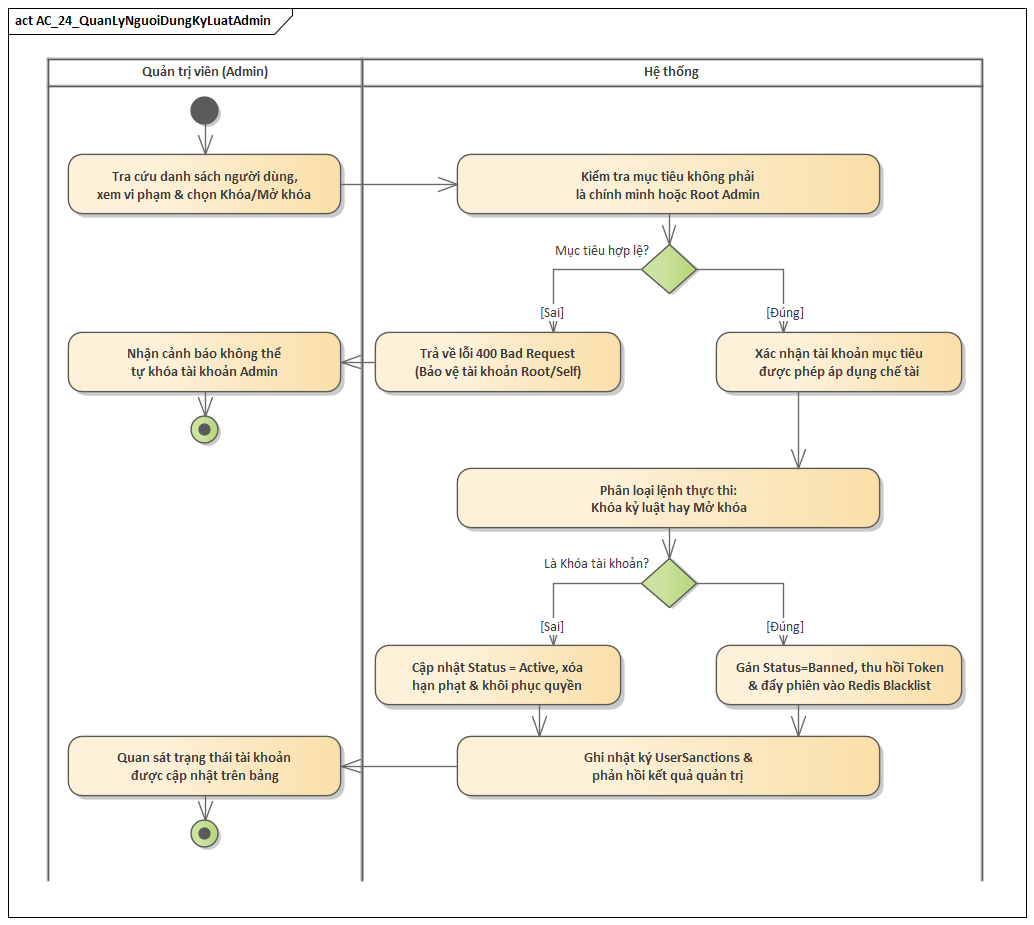 act AC_24_QuanLyNguoiDungKyLuatAdmin
Quản trị viên (Admin)
Hệ thống
Tra cứu danh sách người dùng,
xem vi phạm & chọn Khóa/Mở khóa
Kiểm tra mục tiêu không phải
là chính mình hoặc Root Admin
Mục tiêu hợp lệ?
[Sai]
[Đúng]
Nhận cảnh báo không thể
tự khóa tài khoản Admin
Trả về lỗi 400 Bad Request
(Bảo vệ tài khoản Root/Self)
Xác nhận tài khoản mục tiêu
được phép áp dụng chế tài
Phân loại lệnh thực thi:
Khóa kỷ luật hay Mở khóa
Là Khóa tài khoản?
[Sai]
[Đúng]
Cập nhật Status = Active, xóa
hạn phạt & khôi phục quyền
Gán Status=Banned, thu hồi Token
& đẩy phiên vào Redis Blacklist
Quan sát trạng thái tài khoản
được cập nhật trên bảng
Ghi nhật ký UserSanctions &
phản hồi kết quả quản trị